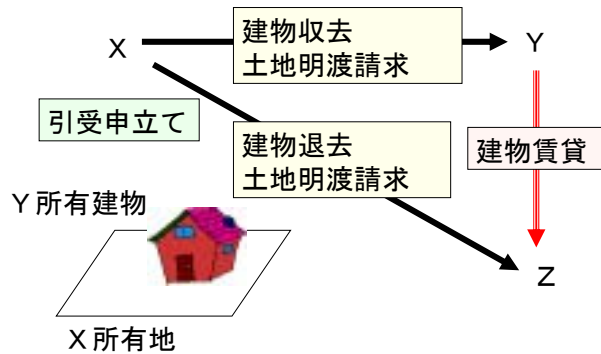 建物収去
土地明渡請求
X
Y
引受申立て
建物退去
土地明渡請求
建物賃貸
Y所有建物
Z
X所有地